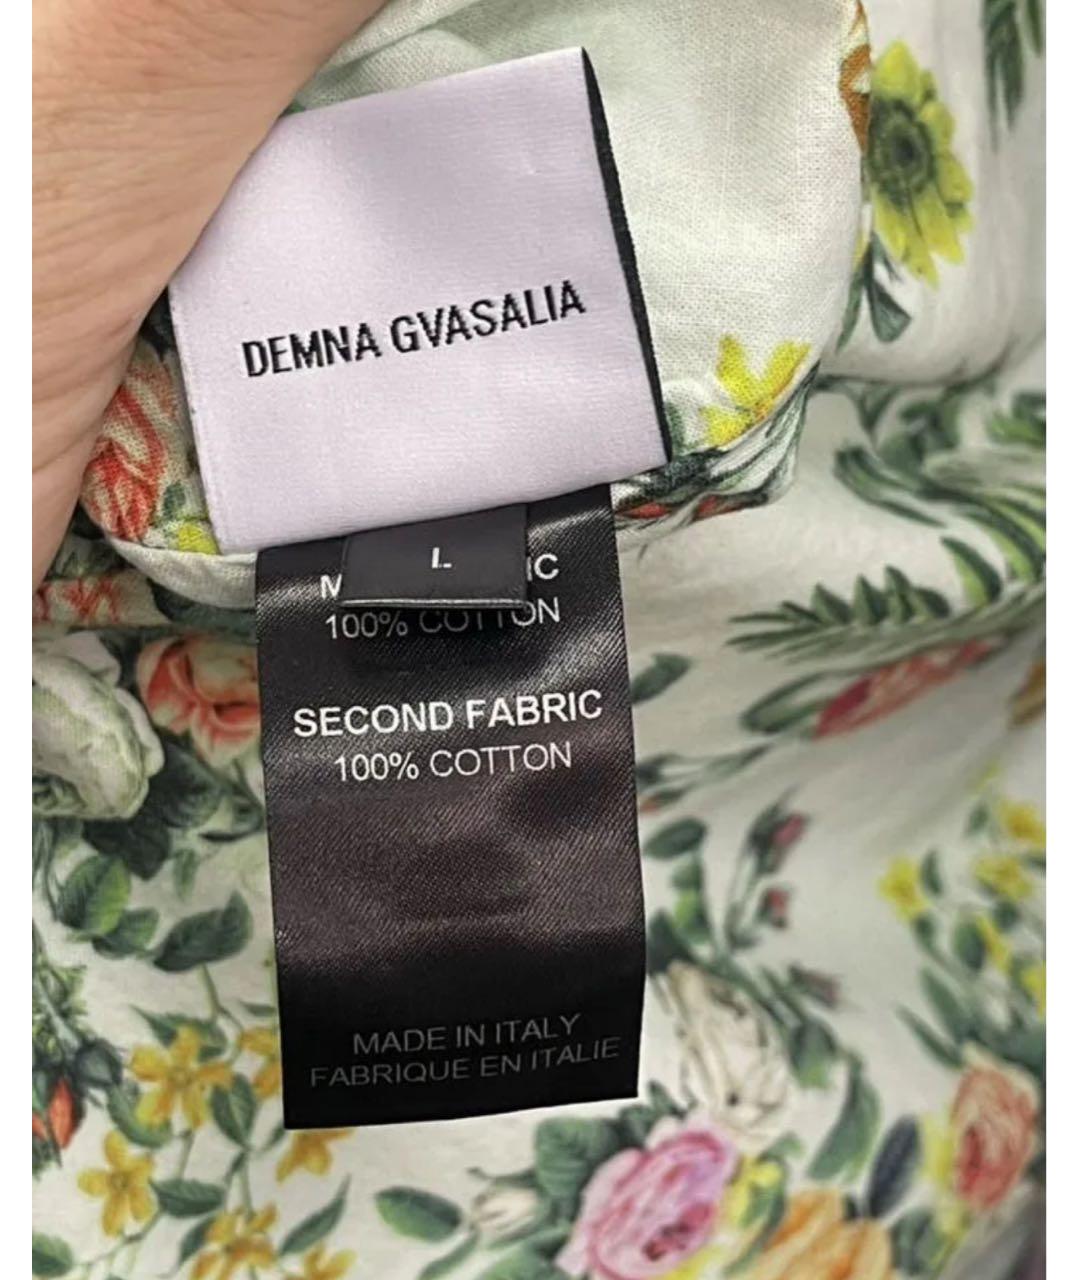 DEMNA GVASALIA
L
100% COTTON
SECOND FABRIC
100% COTTON
MADE IN ITALY
FABRIQUE EN ITALIE